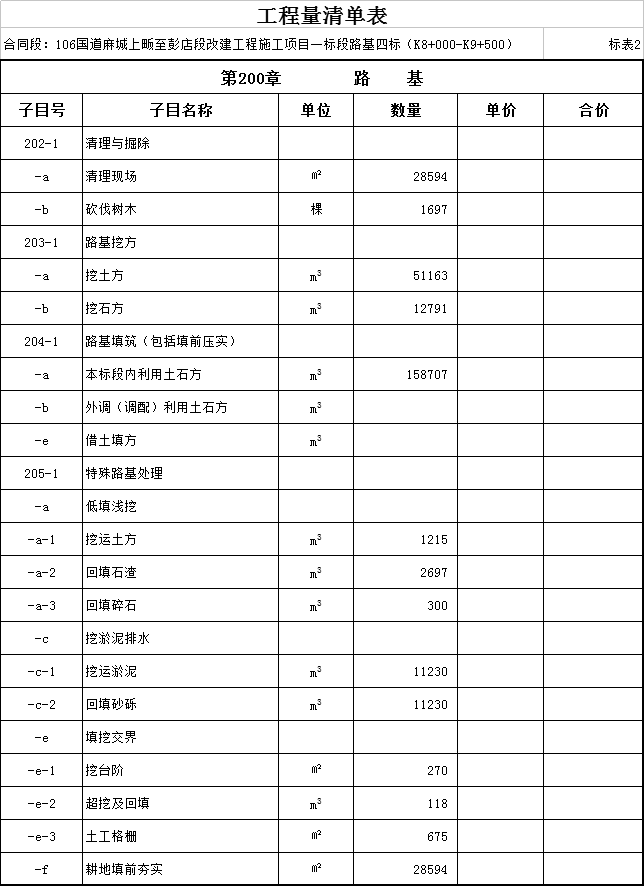 工程量清单表
合同段：106国道麻城上畈至彭店段改建工程施工项目一标段路基四标（K8+000-K9+500） 标表2
第200章 路 基
子目号 子目名称 单位 数量 单价 合价
202-1 清理与掘除
-a 清理现场 m² 28594
-b 砍伐树木 棵 1697
203-1 路基挖方
-a 挖土方 m³ 51163
-b 挖石方 m³ 12791
204-1 路基填筑（包括填前压实）
-a 本标段内利用土石方 m³ 158707
-b 外调（调配）利用土石方 m³
-e 借土填方 m³
205-1 特殊路基处理
-a 低填浅挖
-a-1 挖运土方 m³ 1215
-a-2 回填石渣 m³ 2697
-a-3 回填碎石 m³ 300
-c 挖淤泥排水
-c-1 挖运淤泥 m³ 11230
-c-2 回填砂砾 m³ 11230
-e 填挖交界
-e-1 挖台阶 m² 270
-e-2 超挖及回填 m³ 118
-e-3 土工格栅 m² 675
-f 耕地填前夯实 m² 28594